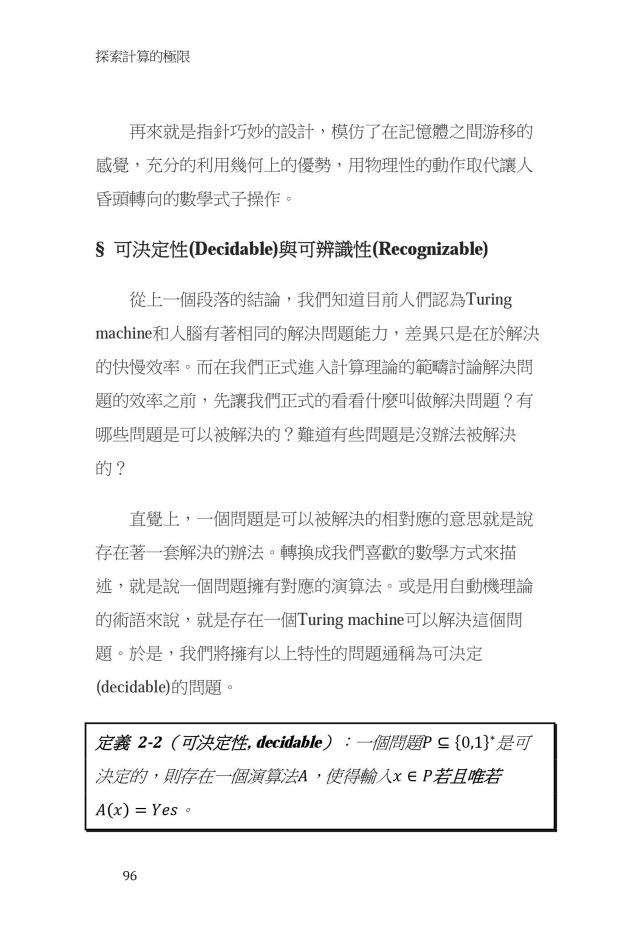 探索計算的極限
再來就是指針巧妙的設計，模仿了在記憶體之間游移的
感覺，充分的利用幾何上的優勢，用物理性的動作取代讓人
昏頭轉向的數學式子操作。
§ 可決定性(Decidable)與可辨識性(Recognizable)
從上一個段落的結論，我們知道目前人們認為Turing
machine和人腦有著相同的解決問題能力，差異只是在於解決
的快慢效率。而在我們正式進入計算理論的範疇討論解決問
題的效率之前，先讓我們正式的看看什麼叫做解決問題？有
哪些問題是可以被解決的？難道有些問題是沒辦法被解決
的？
直覺上，一個問題是可以被解決的相對應的意思就是說
存在著一套解決的辦法。轉換成我們喜歡的數學方式來描
述，就是說一個問題擁有對應的演算法。或是用自動機理論
的術語來說，就是存在一個Turing machine可以解決這個問
題。於是，我們將擁有以上特性的問題通稱為可決定
(decidable)的問題。
定義 2-2（可決定性, decidable）：一個問題P ⊆ {0,1}*是可
決定的，則存在一個演算法A，使得輸入x ∈ P若且唯若
A(x) = Yes。
96